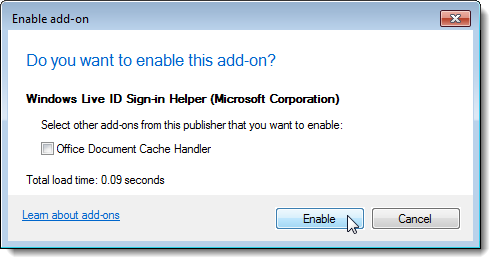 Enable add-on
Do you want to enable this add-on?
Windows Live ID Sign-in Helper (Microsoft Corporation)
Select other add-ons from this publisher that you want to enable:
Office Document Cache Handler
Total load time: 0.09 seconds
Learn about add-ons
Enable
Cancel